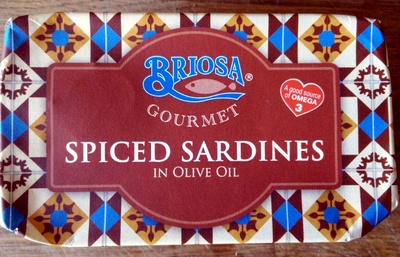 BRIOSA®
GOURMET
A good source
of OMEGA
3
SPICED SARDINES
IN OLIVE OIL